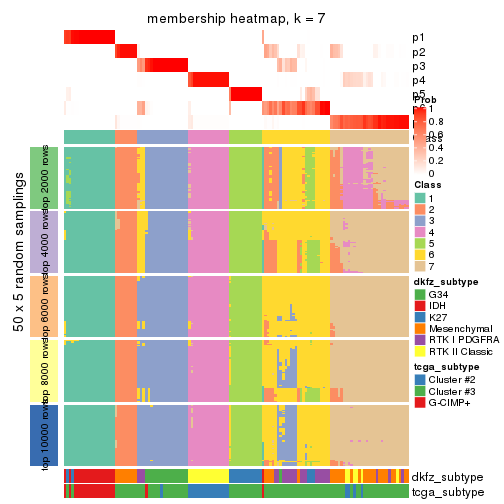 membership heatmap, k = 7
p1
p2
p3
p4
p5
Prob
1
0.8
0.6
0.4
0.2
0
Class
1
2
3
4
5
6
7
dkfz_subtype
G34
IDH
K27
Mesenchymal
RTK I PDGFRA
RTK II Classic
tcga_subtype
Cluster #2
Cluster #3
G-CIMP+
50 x 5 random samplings
top 2000 rows
top 4000 rows
top 6000 rows
top 8000 rows
top 10000 rows
dkfz_subtype
tcga_subtype